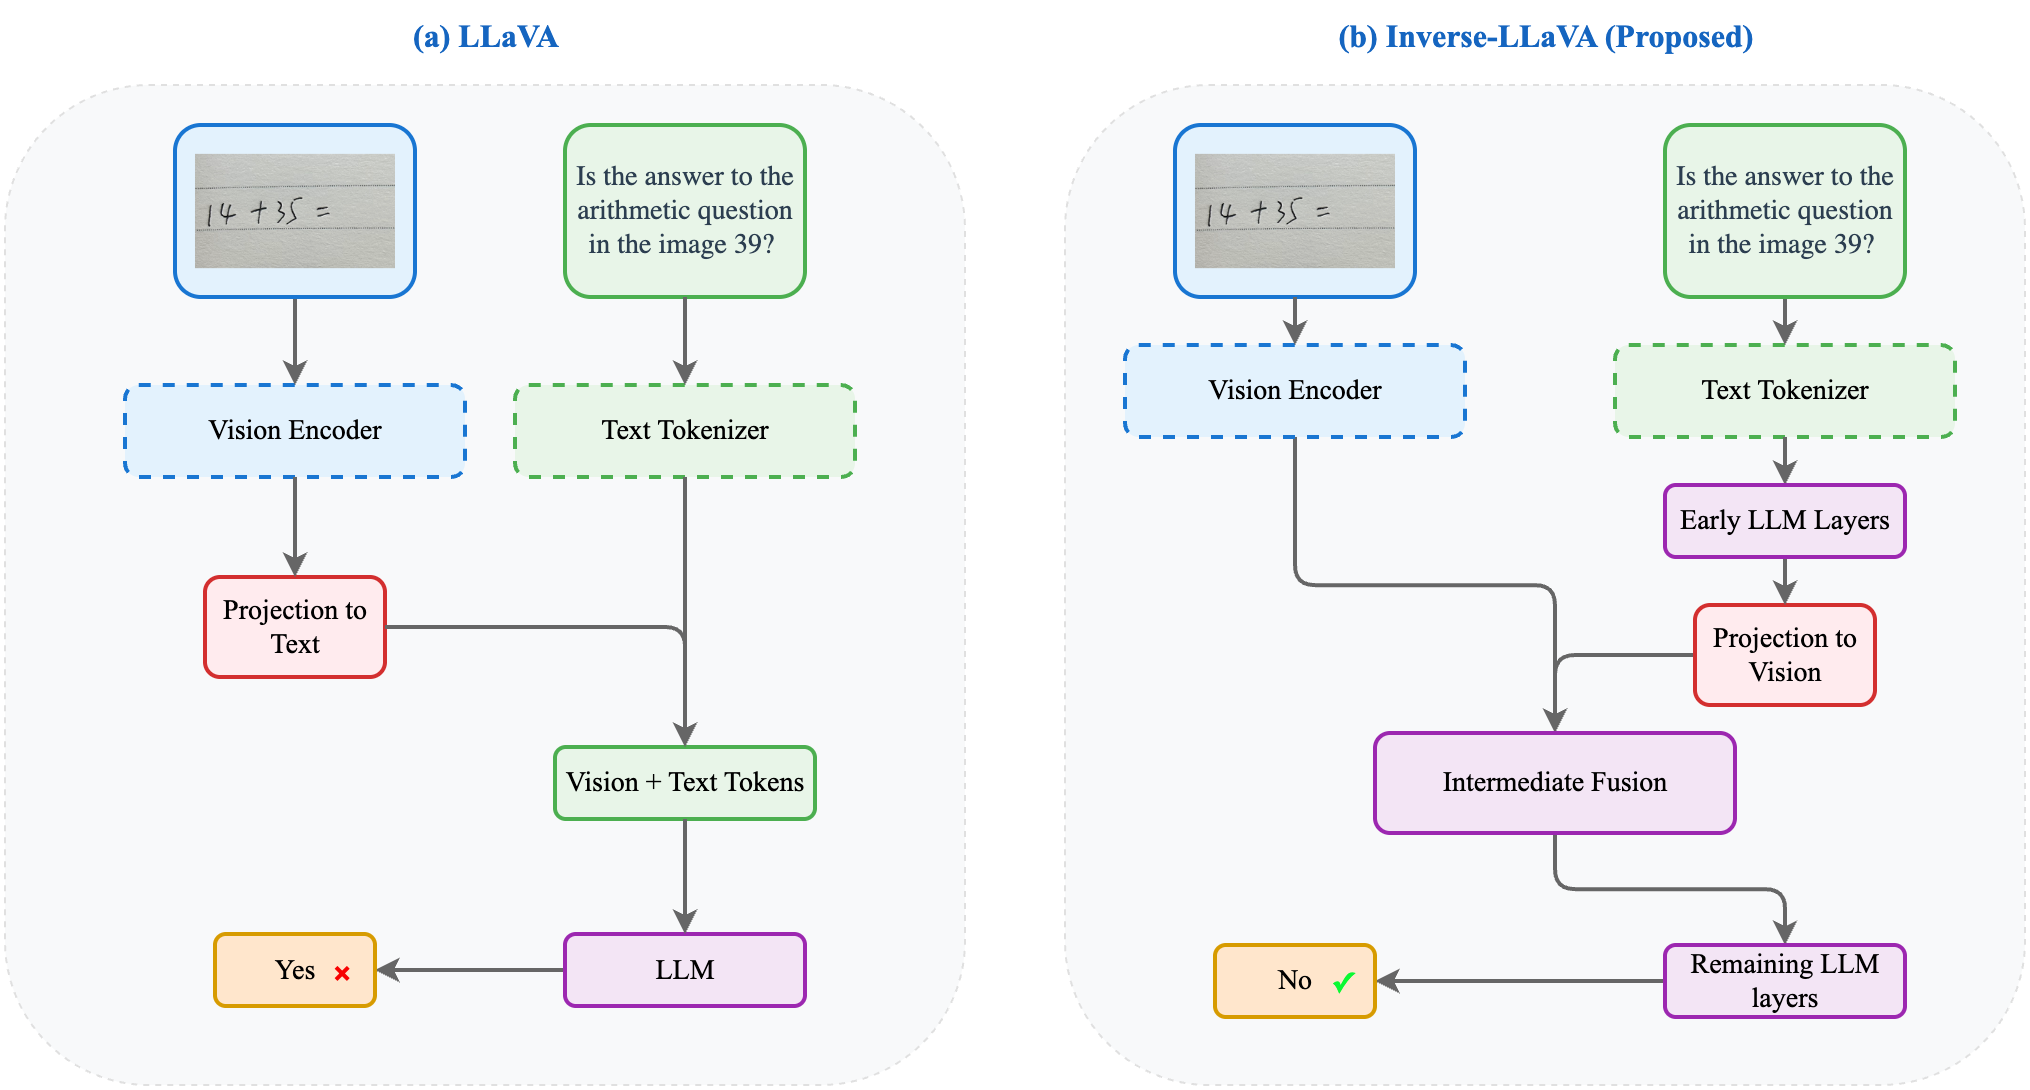 (a) LLaVA
14 + 35 =
Is the answer to the
arithmetic question
in the image 39?
Vision Encoder
Text Tokenizer
Projection to
Text
Vision + Text Tokens
LLM
Yes ×
(b) Inverse-LLaVA (Proposed)
14 + 35 =
Is the answer to the
arithmetic question
in the image 39?
Vision Encoder
Text Tokenizer
Early LLM Layers
Projection to
Vision
Intermediate Fusion
Remaining LLM
layers
No ✓